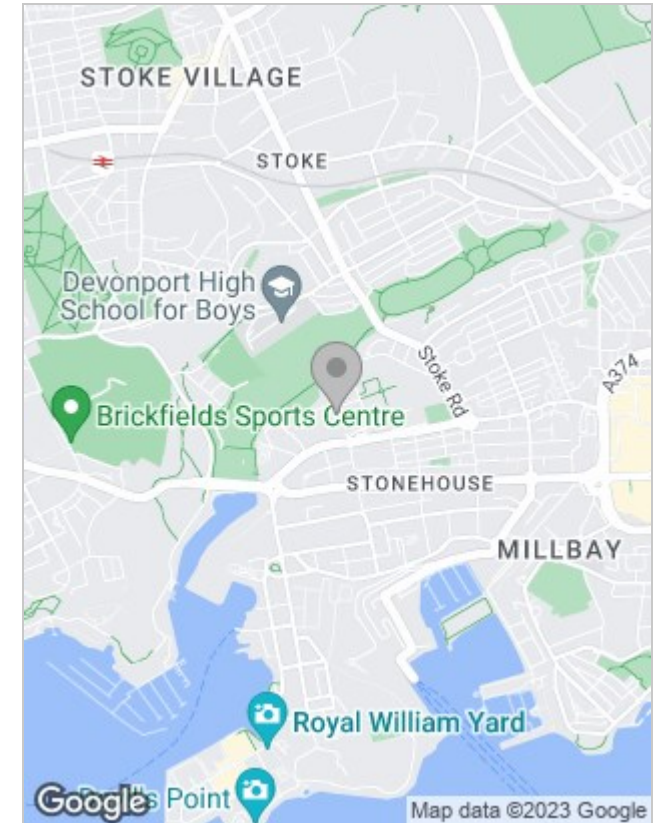 STOKE VILLAGE
STOKE
Devonport High
School for Boys
Stoke Rd
A374
Brickfields Sports Centre
STONEHOUSE
MILLBAY
Royal William Yard
Point
Google
Map data ©2023 Google